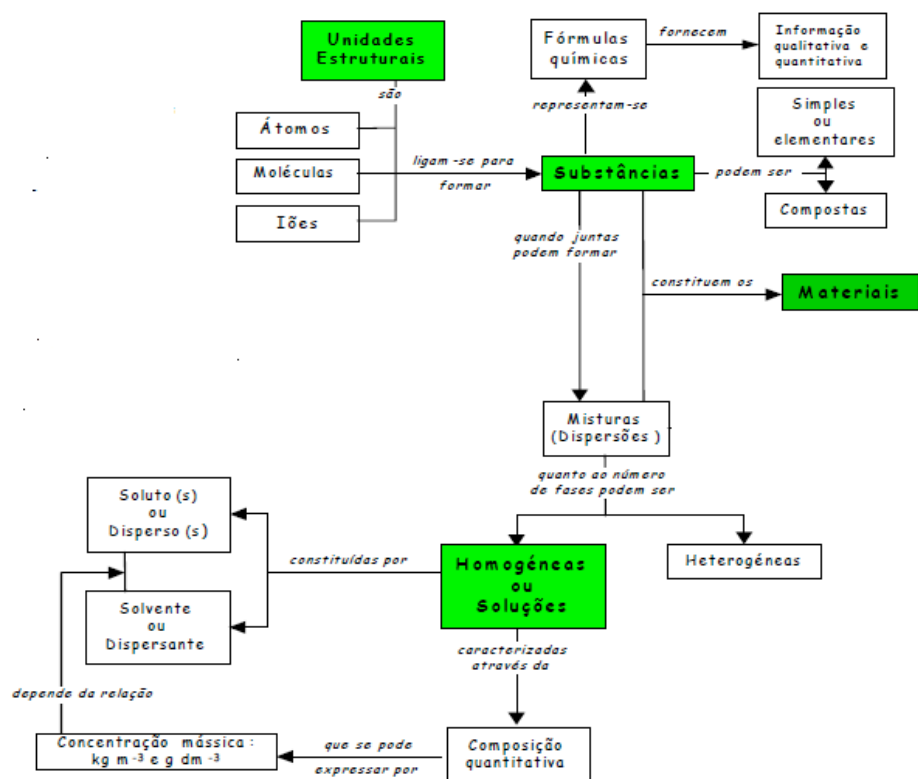 Unidades
Estruturais
são
Átomos
Moléculas
Iões
ligam-se para
formar
Fórmulas
químicas
fornecem
Informação
qualitativa e
quantitativa
representam-se
Substâncias
podem ser
Simples
ou
elementares
Compostas
quando juntas
podem formar
constituem os
Materiais
Misturas
(Dispersões )
quanto ao número
de fases podem ser
Homogéneas
ou
Soluções
Heterogéneas
constituídas por
Soluto (s)
ou
Disperso (s)
Solvente
ou
Dispersante
caracterizadas
através da
Composição
quantitativa
que se pode
expressar por
Concentração mássica :
kg m⁻³ e g dm⁻³
depende da relação